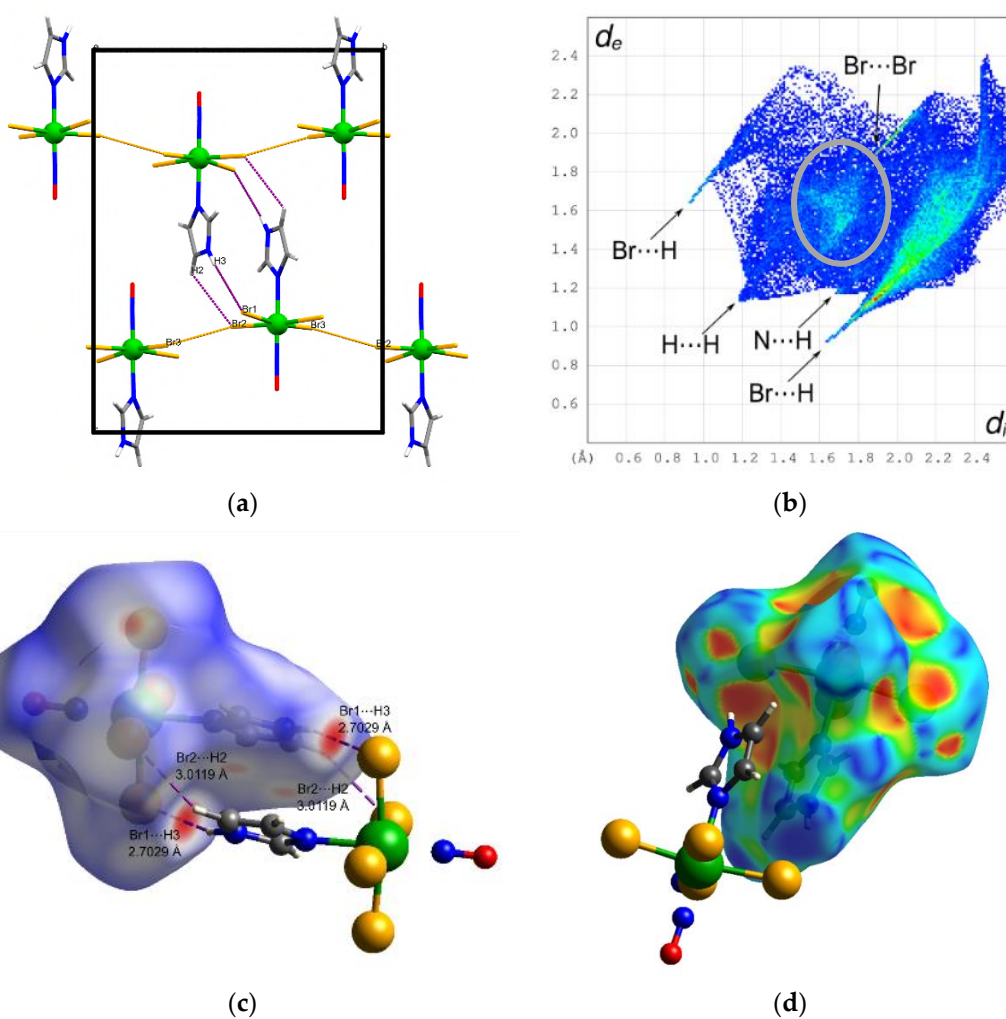 a
b
H3
H2
Br1
Br2
Br3
Br3
Br2
(a)
de
2.4
2.2
2.0
1.8
1.6
1.4
1.2
1.0
0.8
0.6
Br···Br
Br···H
H···H
N···H
Br···H
di
(Å) 0.6 0.8 1.0 1.2 1.4 1.6 1.8 2.0 2.2 2.4
(b)
Br1···H3
2.7029 Å
Br2···H2
3.0119 Å
Br2···H2
3.0119 Å
Br1···H3
2.7029 Å
(c)
(d)